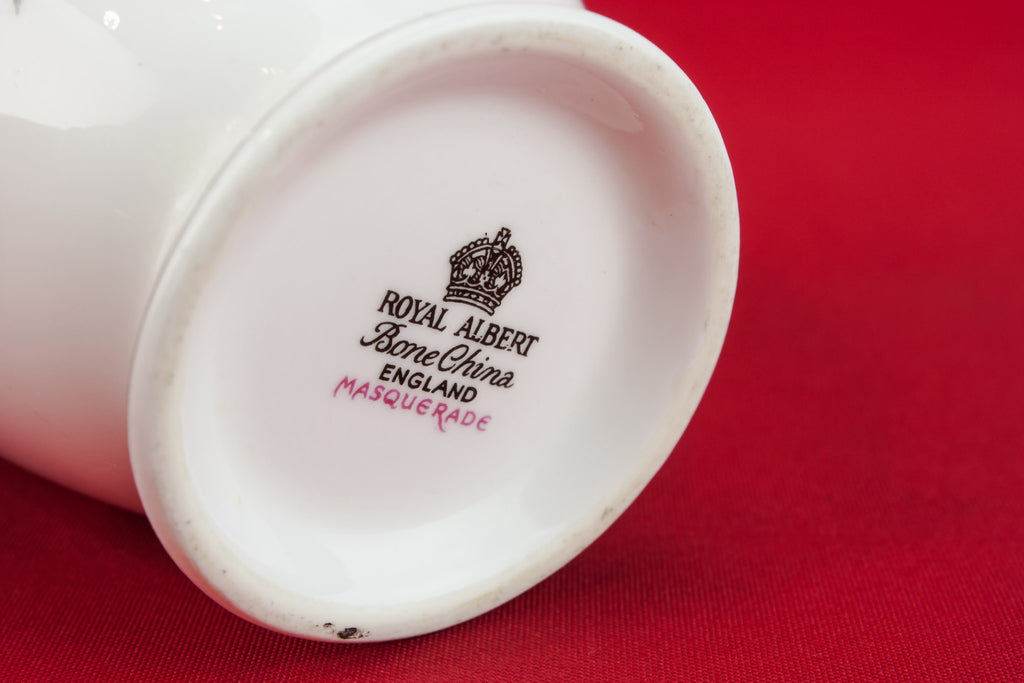 ROYAL ALBERT
Bone China
ENGLAND
MASQUERADE